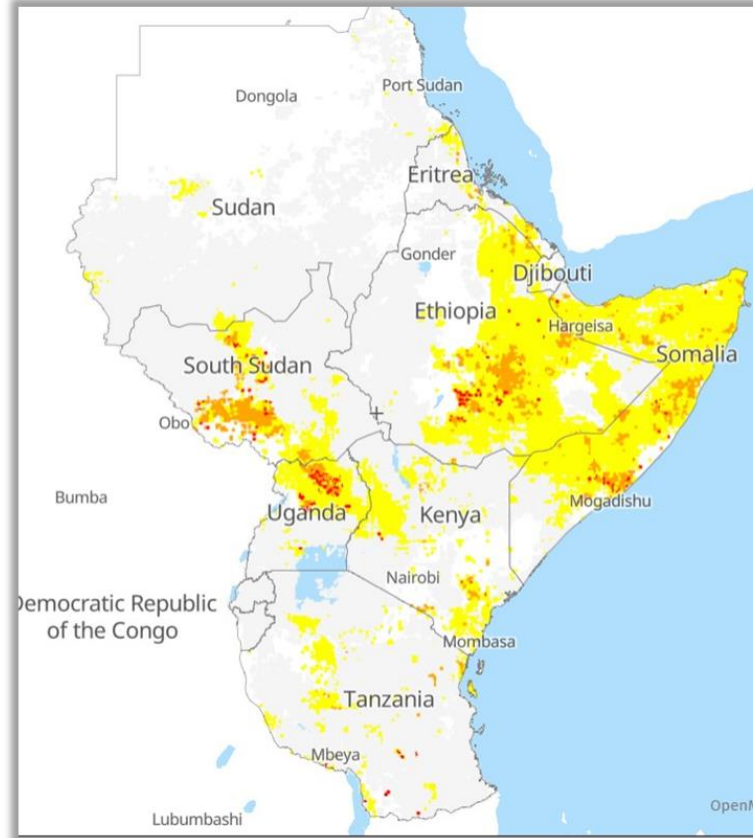 Port Sudan
Dongola
Eritrea
Sudan
Gonder
Djibouti
Ethiopia
Hargeisa
Somalia
South Sudan
Obo
Bumba
Mogadishu
Uganda
Kenya
Nairobi
Democratic Republic
of the Congo
Mombasa
Tanzania
Mbeya
OpenM
Lubumbashi